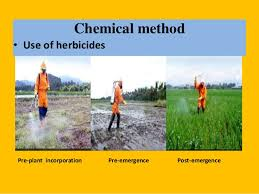 Chemical method
• Use of herbicides
Pre-plant incorporation Pre-emergence Post-emergence